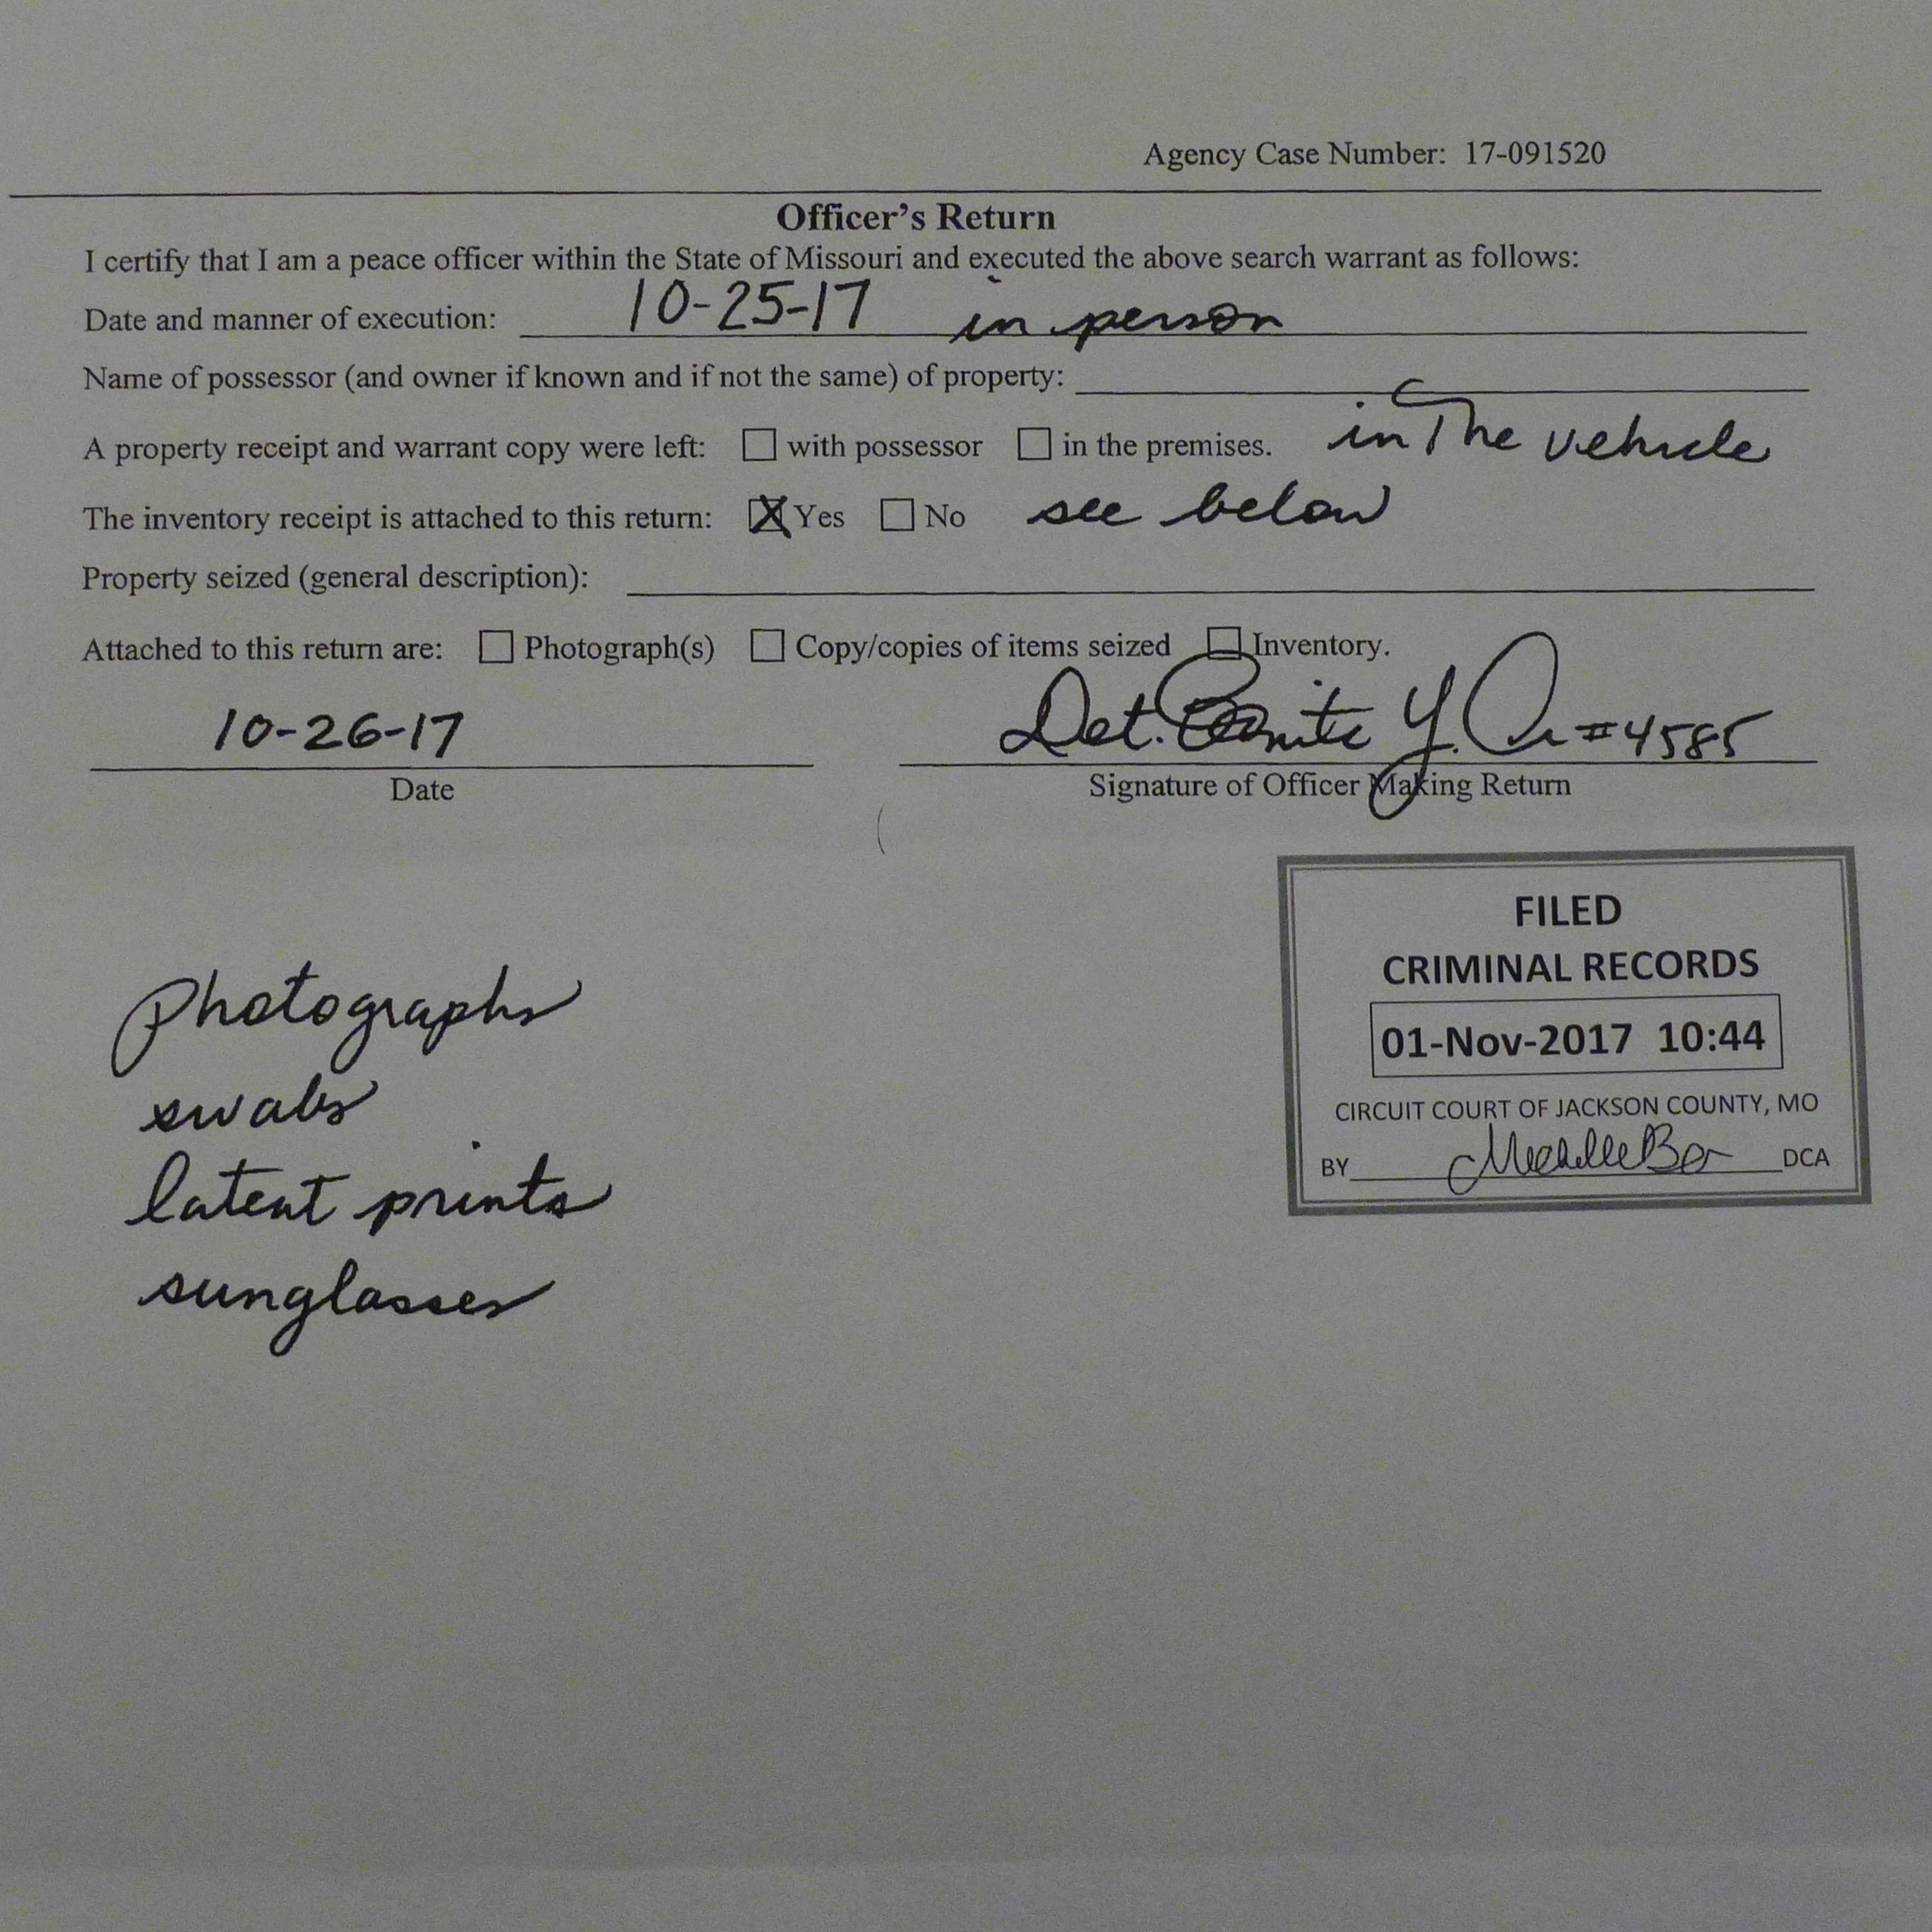 Agency Case Number: 17-091520
Officer's Return
I certify that I am a peace officer within the State of Missouri and executed the above search warrant as follows:
Date and manner of execution: 10-25-17 in person
Name of possessor (and owner if known and if not the same) of property:
A property receipt and warrant copy were left: ☐ with possessor ☐ in the premises. in The vehicle
The inventory receipt is attached to this return: ☒ Yes ☐ No see below
Property seized (general description):
Attached to this return are: ☐ Photograph(s) ☐ Copy/copies of items seized ☐ Inventory.
10-26-17 Det. Y. #4585
Date Signature of Officer Making Return
FILED
CRIMINAL RECORDS
01-Nov-2017 10:44
CIRCUIT COURT OF JACKSON COUNTY, MO
BY DCA
Photographs
swabs
latent prints
sunglasses